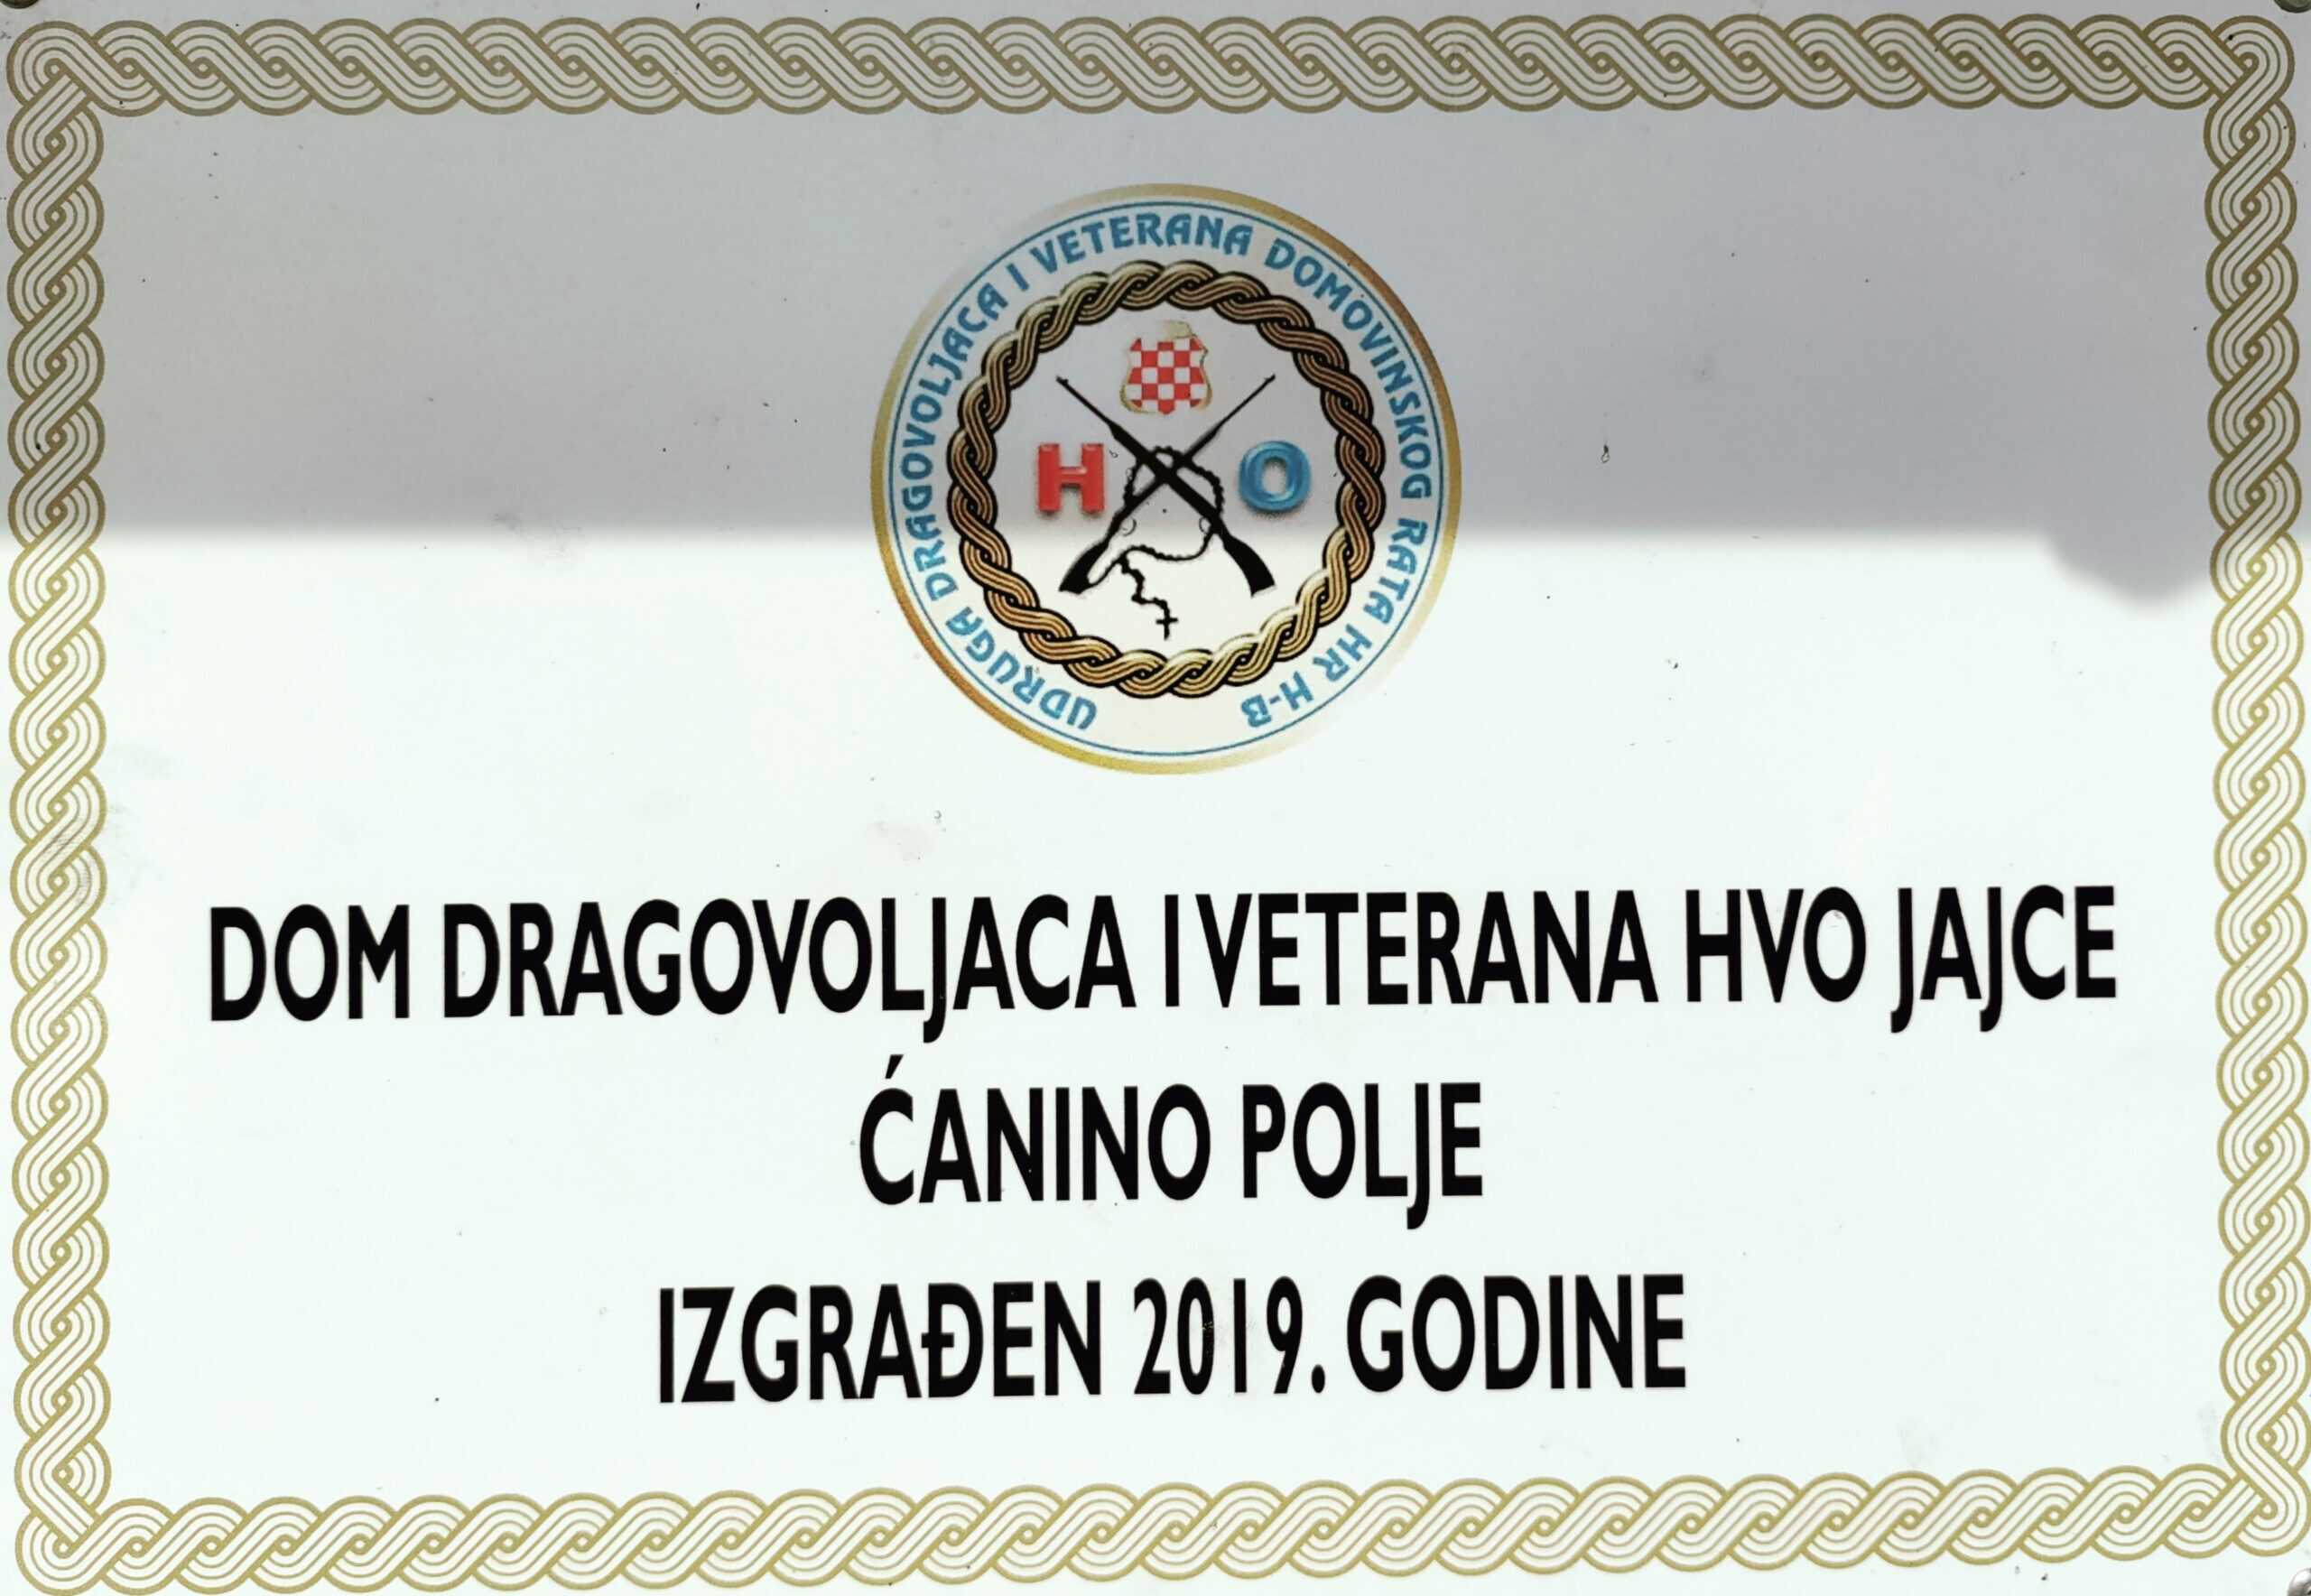 UDRUGA DRAGOVOLJACA I VETERANA DOMOVINSKOG RATA HR H-B
H O
DOM DRAGOVOLJACA I VETERANA HVO JAJCE
ĆANINO POLJE
IZGRAĐEN 2019. GODINE